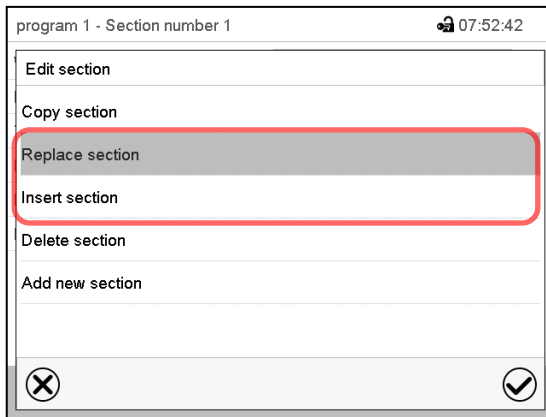 program 1 - Section number 1 07:52:42
Edit section
Copy section
Replace section
Insert section
Delete section
Add new section